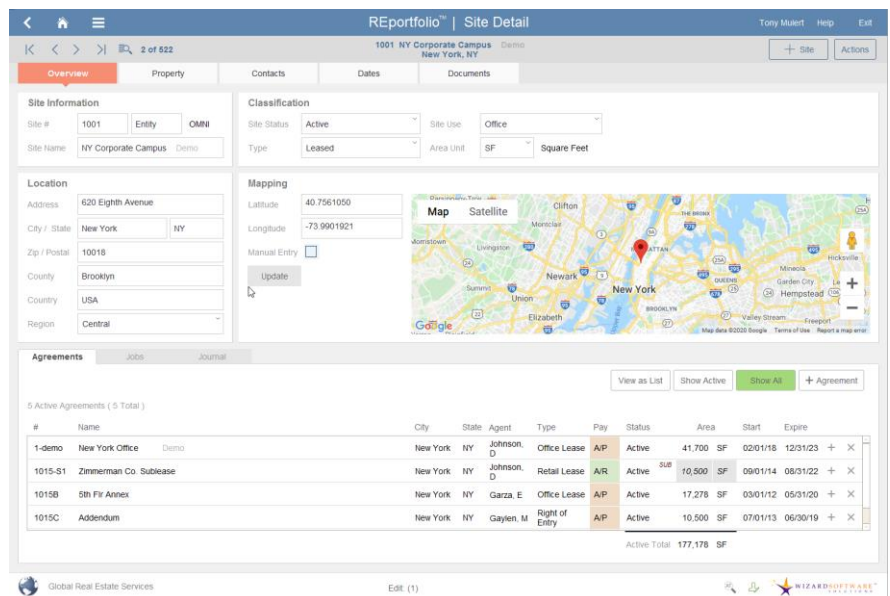 REportfolio™ | Site Detail
Tony Mulert Help Exit
2 of 522
1001 NY Corporate Campus Demo
New York, NY
+ Site
Actions
Overview Property Contacts Dates Documents
Site Information
Site # 1001 Entity OMNI
Site Name NY Corporate Campus Demo
Classification
Site Status Active Site Use Office
Type Leased Area Unit SF Square Feet
Location
Address 620 Eighth Avenue
City / State New York NY
Zip / Postal 10018
County Brooklyn
Country USA
Region Central
Mapping
Latitude 40.7561050
Longitude -73.9901921
Manual Entry
Update
Map Satellite
Clifton
THE BRONX
Montclair
Morristown
Livingston
Hicksville
Mineola
Newark
QUEENS
Garden City
Summit
New York
Hempstead
Union
BROOKLYN
Elizabeth
Valley Stream
Freeport
Google
Map data ©2020 Google Terms of Use Report a map error
Agreements Jobs Journal
View as List Show Active Show All + Agreement
5 Active Agreements ( 5 Total )
# Name City State Agent Type Pay Status Area Start Expire
1-demo New York Office Demo New York NY Johnson, D Office Lease A/P Active 41,700 SF 02/01/18 12/31/23
1015-S1 Zimmerman Co. Sublease New York NY Johnson, D Retail Lease A/R Active SUB 10,500 SF 09/01/14 08/31/22
1015B 5th Flr Annex New York NY Garza, E Office Lease A/P Active 17,278 SF 03/01/12 05/31/20
1015C Addendum New York NY Gaylen, M Right of Entry A/P Active 10,500 SF 07/01/13 06/30/19
Active Total 177,178 SF
Global Real Estate Services
Edit (1)
WIZARDSOFTWARE
SOLUTIONS